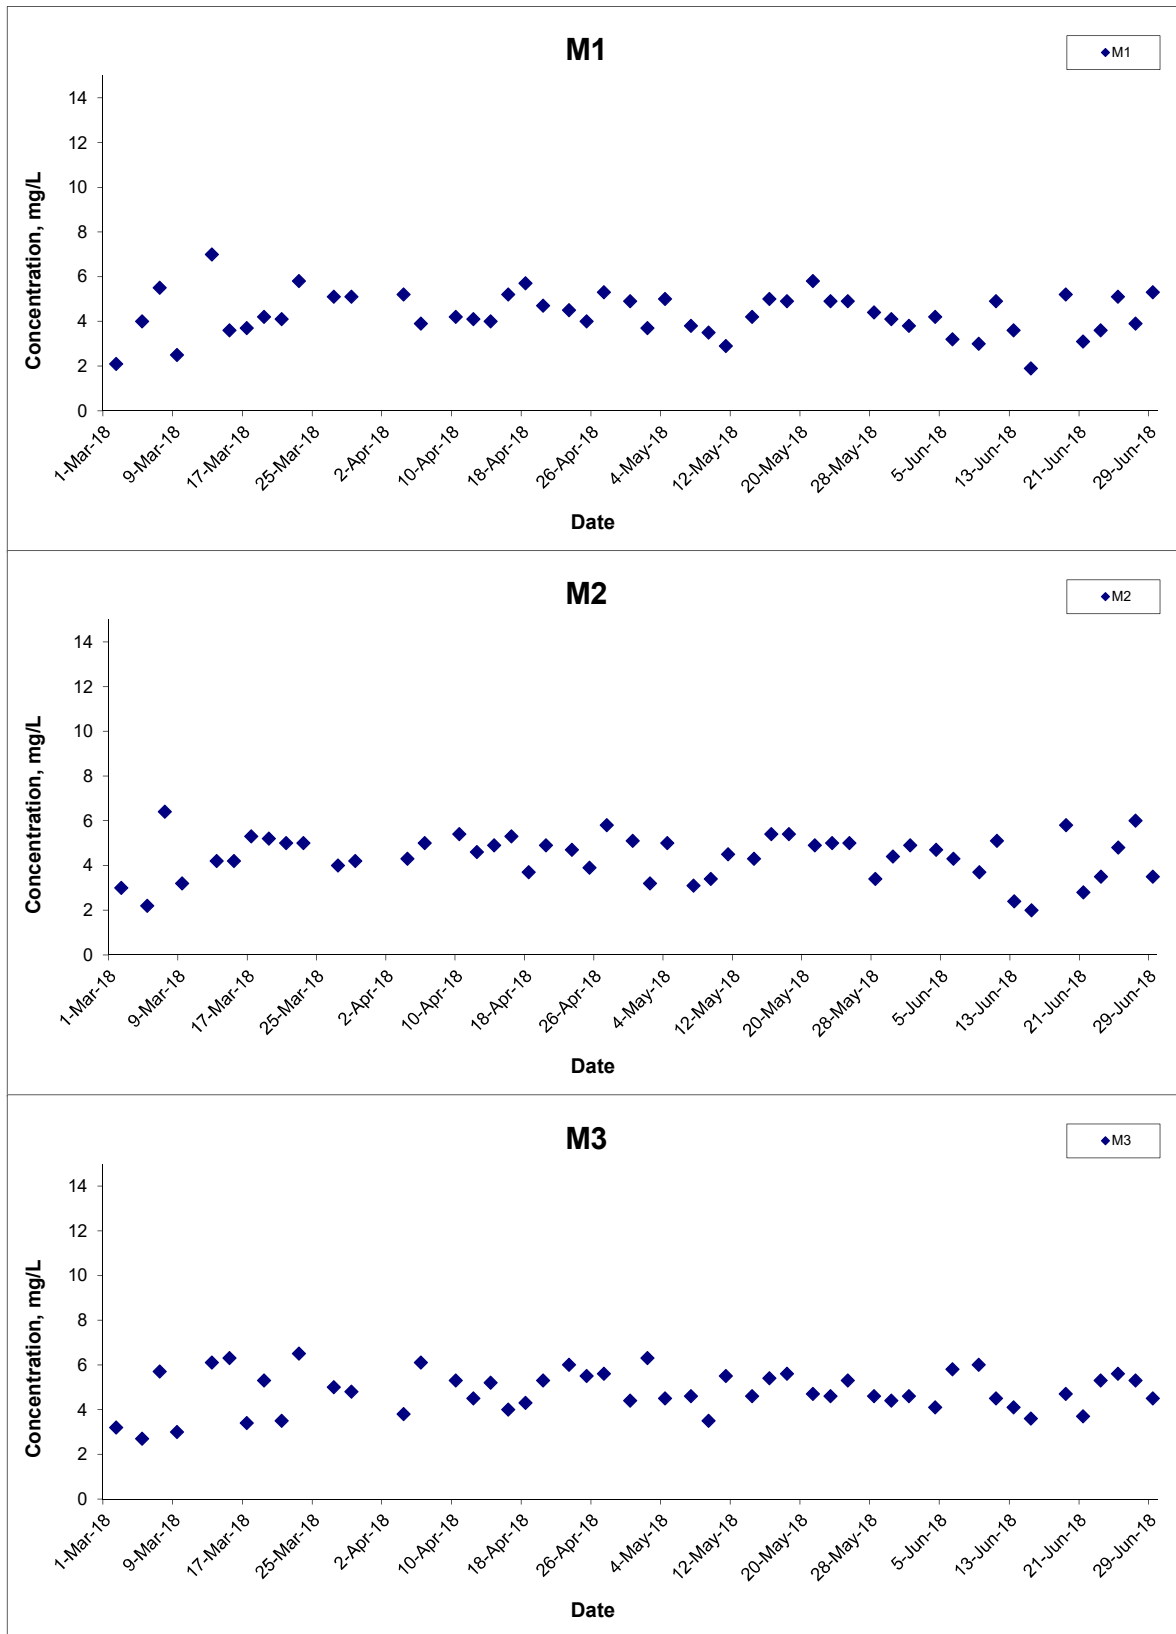 M1
M1
Concentration, mg/L
14
12
10
8
6
4
2
0
1-Mar-18
9-Mar-18
17-Mar-18
25-Mar-18
2-Apr-18
10-Apr-18
18-Apr-18
26-Apr-18
4-May-18
12-May-18
20-May-18
28-May-18
5-Jun-18
13-Jun-18
21-Jun-18
29-Jun-18
Date
M2
M2
Concentration, mg/L
14
12
10
8
6
4
2
0
1-Mar-18
9-Mar-18
17-Mar-18
25-Mar-18
2-Apr-18
10-Apr-18
18-Apr-18
26-Apr-18
4-May-18
12-May-18
20-May-18
28-May-18
5-Jun-18
13-Jun-18
21-Jun-18
29-Jun-18
Date
M3
M3
Concentration, mg/L
14
12
10
8
6
4
2
0
1-Mar-18
9-Mar-18
17-Mar-18
25-Mar-18
2-Apr-18
10-Apr-18
18-Apr-18
26-Apr-18
4-May-18
12-May-18
20-May-18
28-May-18
5-Jun-18
13-Jun-18
21-Jun-18
29-Jun-18
Date